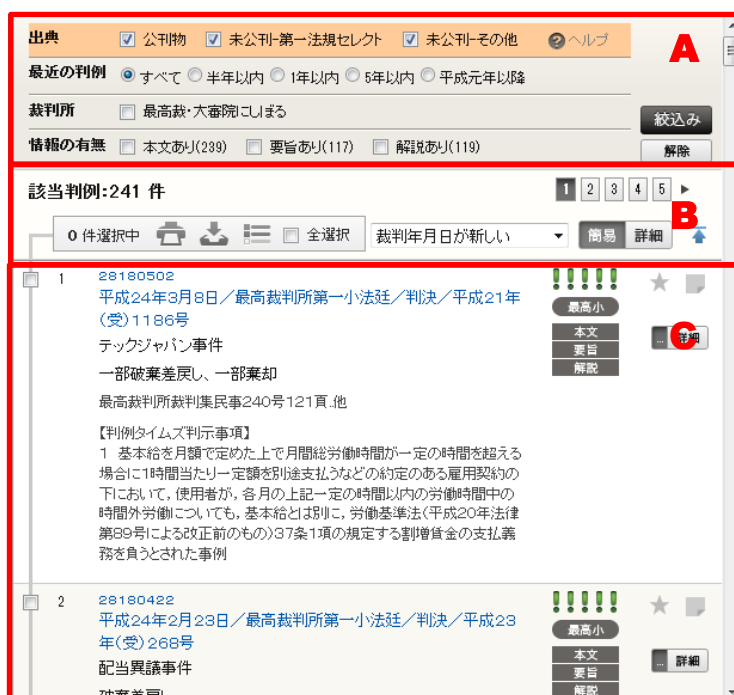 出典 公刊物 未公刊-第一法規セレクト 未公刊-その他 ?ヘルプ
A
最近の判例 すべて 半年以内 1年以内 5年以内 平成元年以降
裁判所 最高裁・大審院にしぼる
絞込み
情報の有無 本文あり(239) 要旨あり(117) 解説あり(119)
解除
該当判例:241 件 1 2 3 4 5
B
0 件選択中 全選択 裁判年月日が新しい 簡易 詳細
1 28180502
平成24年3月8日/最高裁判所第一小法廷/判決/平成21年
(受)1186号
最高小
テックジャパン事件
本文
要旨
解説
C
... 詳細
一部破棄差戻し、一部棄却
最高裁判所裁判集民事240号121頁.他
【判例タイムズ判示事項】
1 基本給を月額で定めた上で月間総労働時間が一定の時間を超える
場合に1時間当たり一定額を別途支払うなどの約定のある雇用契約の
下において,使用者が,各月の上記一定の時間以内の労働時間中の
時間外労働についても,基本給とは別に,労働基準法(平成20年法律
第89号による改正前のもの)37条1項の規定する割増賃金の支払義
務を負うとされた事例
2 28180422
平成24年2月23日/最高裁判所第一小法廷/判決/平成23
年(受)268号
最高小
配当異議事件
本文
要旨
解説
... 詳細
破棄差戻し